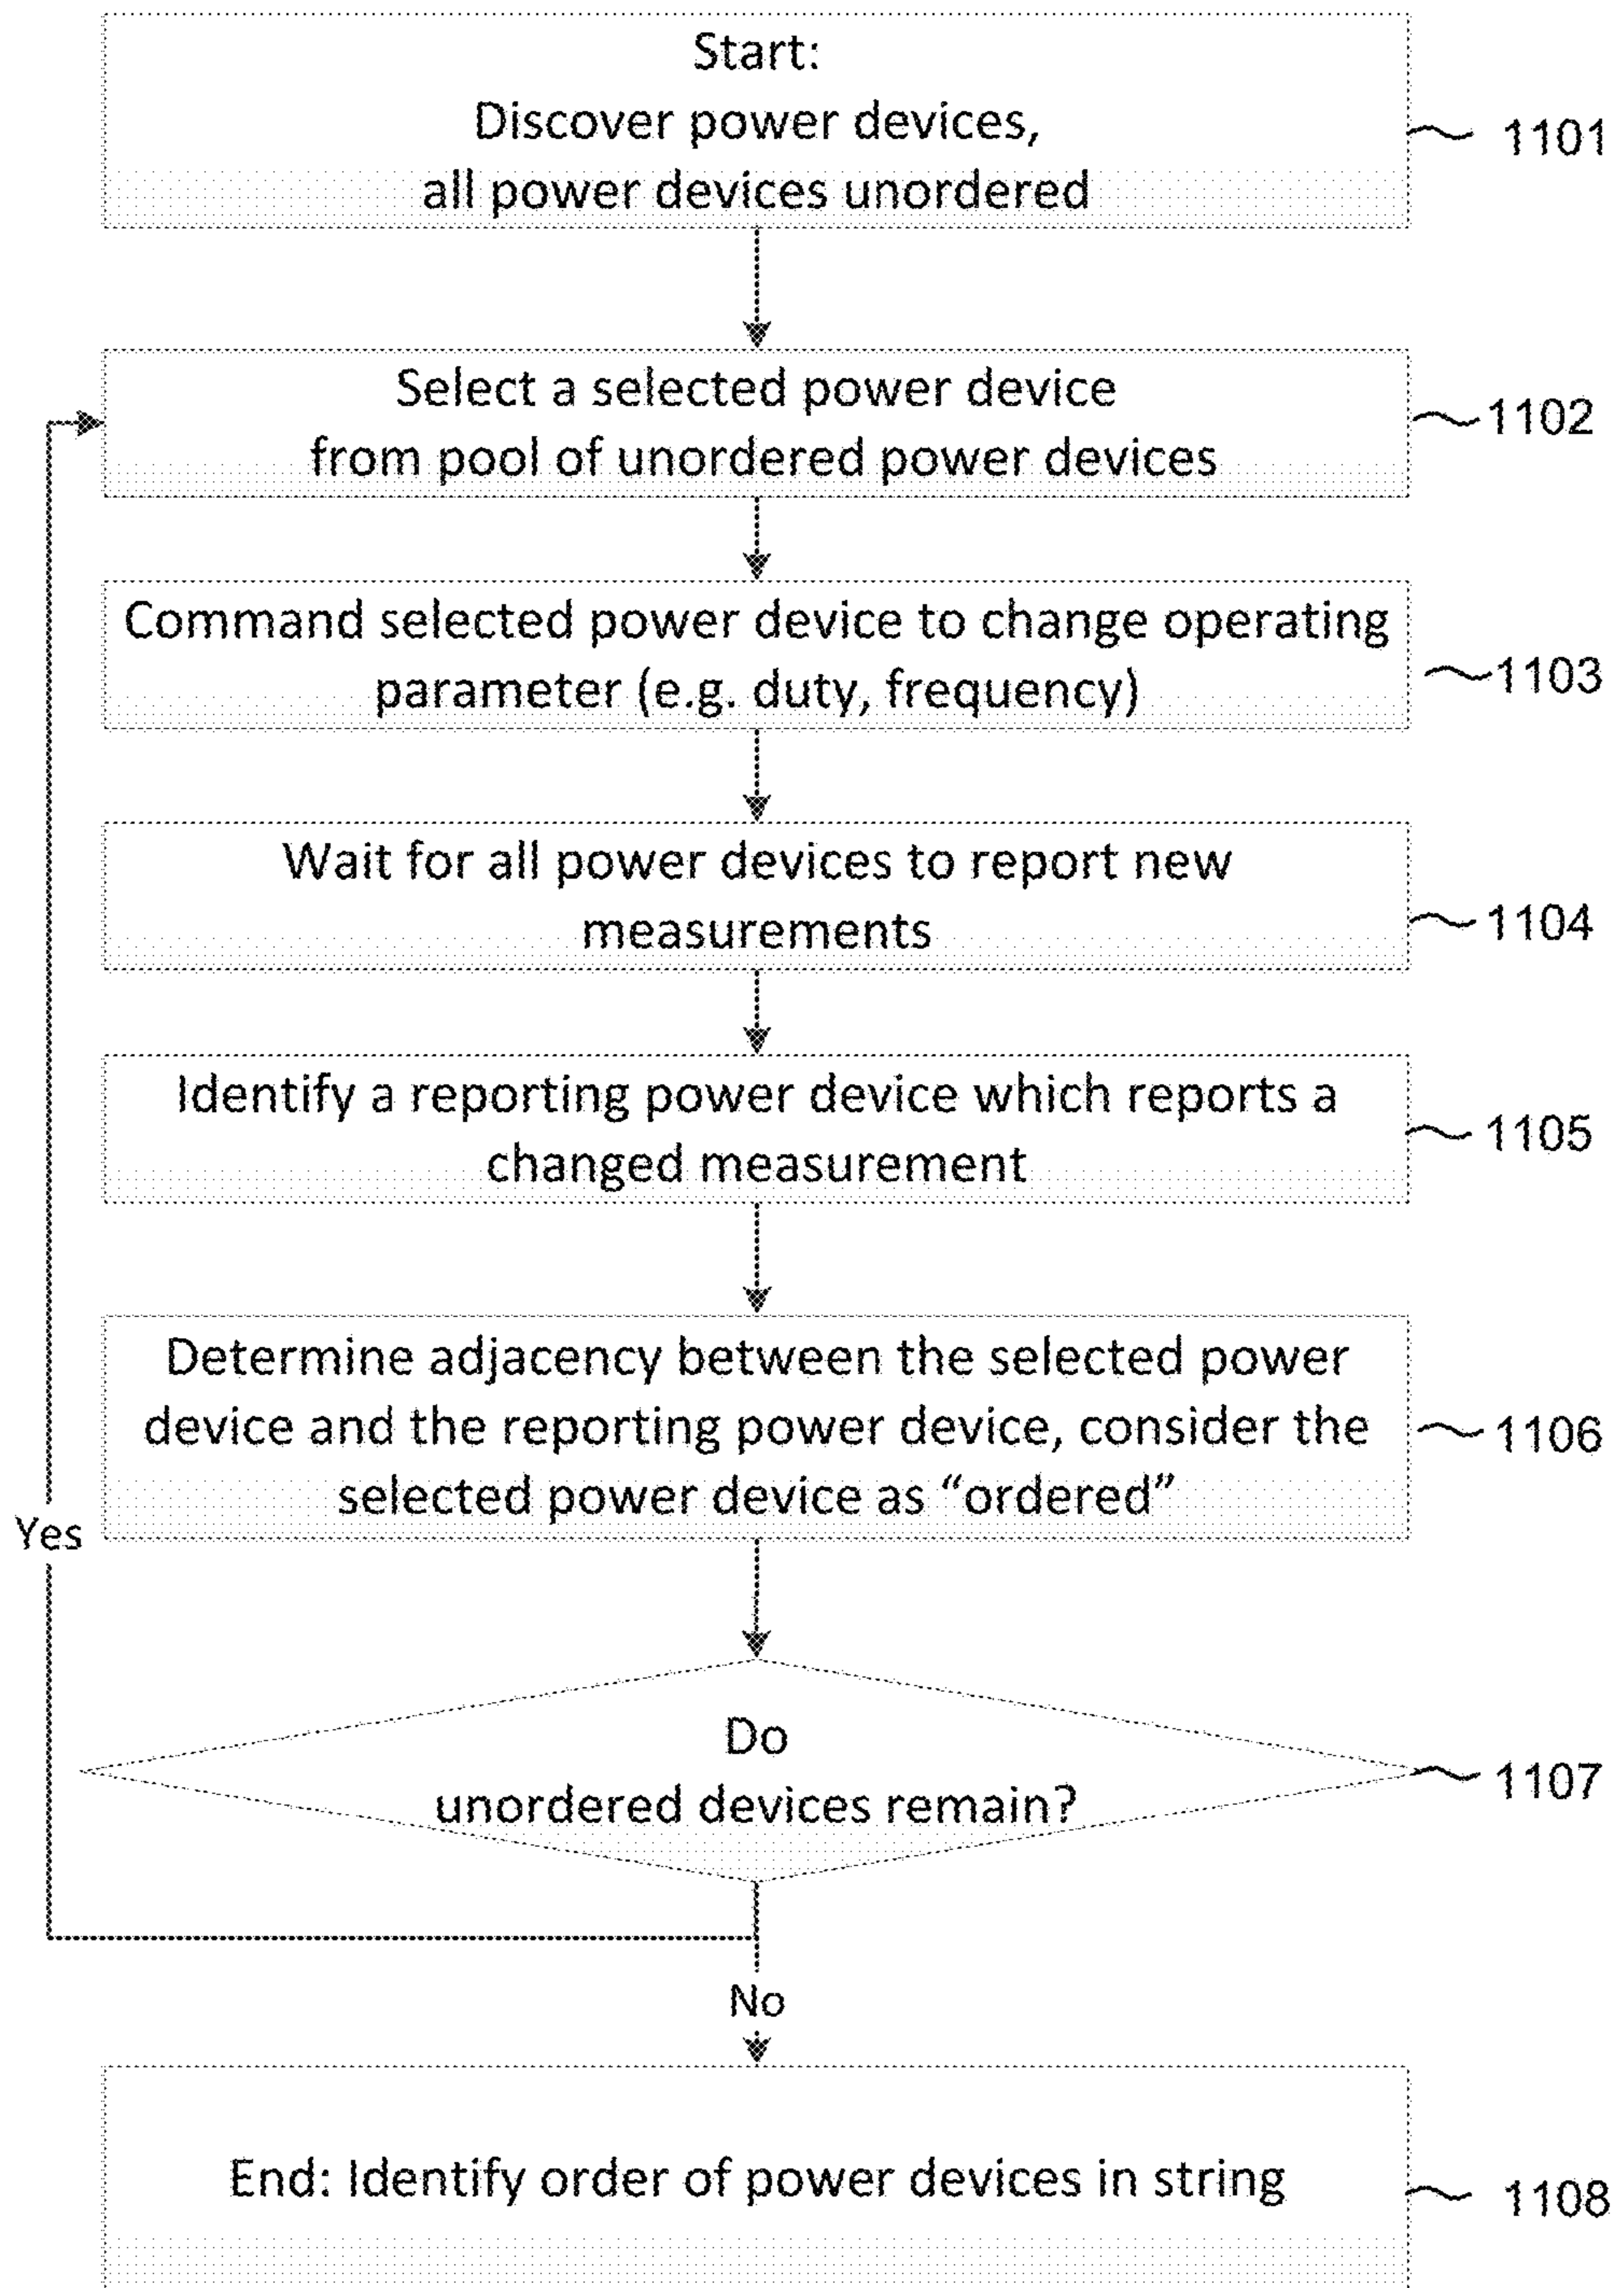 Start:
Discover power devices,
all power devices unordered
1101
Select a selected power device
from pool of unordered power devices
1102
Command selected power device to change operating
parameter (e.g. duty, frequency)
1103
Wait for all power devices to report new
measurements
1104
Identify a reporting power device which reports a
changed measurement
1105
Determine adjacency between the selected power
device and the reporting power device, consider the
selected power device as “ordered”
1106
Yes
Do
unordered devices remain?
1107
No
End: Identify order of power devices in string
1108